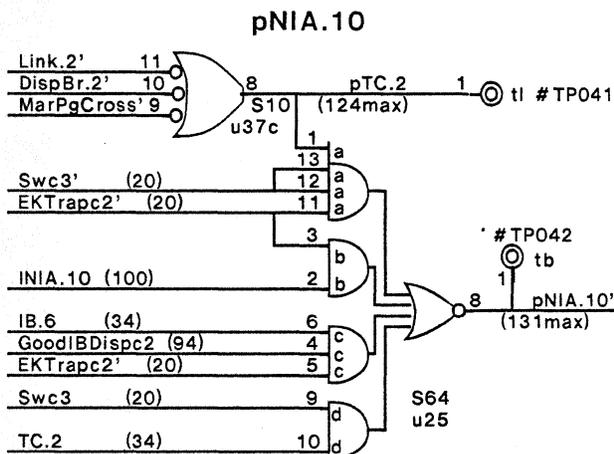 pNIA.10
Link.2' 11
DispBr.2' 10
MarPgCross' 9
8 pTC.2 1
S10 (124max) tl #TP041
u37c
1 a
13 a
Swc3' (20) 12 a
EKTrapc2' (20) 11 a
3 b
#TP042
tb
1
INIA.10 (100) 2 b
8 pNIA.10'
(131max)
IB.6 (34) 6 c
GoodIBDispc2 (94) 4 c
EKTrapc2' (20) 5 c
Swc3 (20) 9 d
S64
u25
TC.2 (34) 10 d